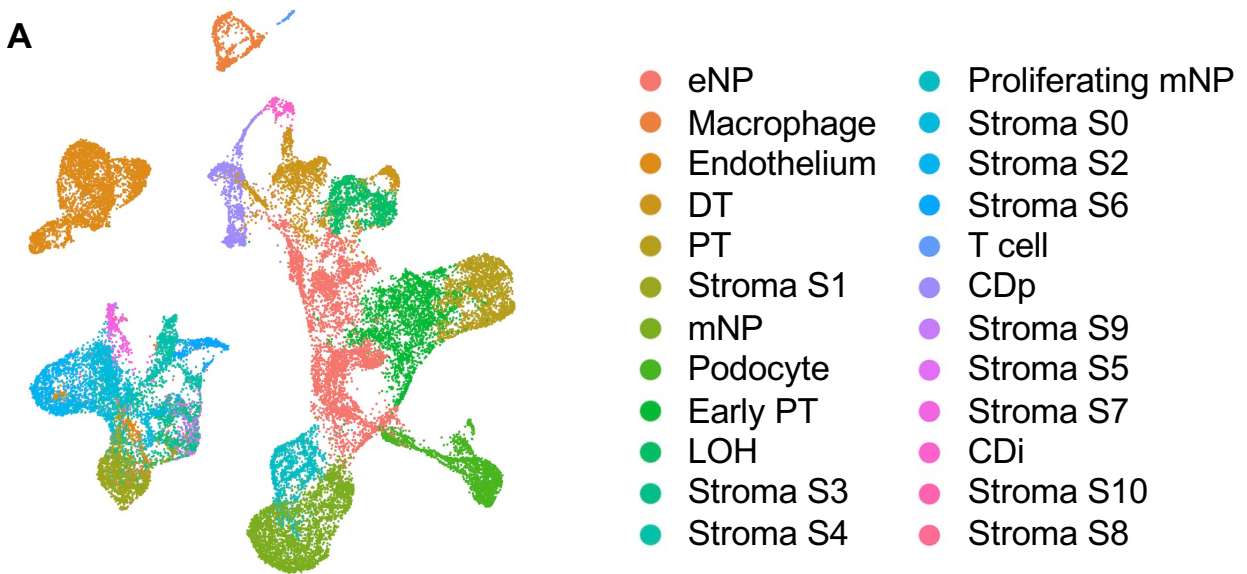 A
eNP
Macrophage
Endothelium
DT
PT
Stroma S1
mNP
Podocyte
Early PT
LOH
Stroma S3
Stroma S4
Proliferating mNP
Stroma S0
Stroma S2
Stroma S6
T cell
CDp
Stroma S9
Stroma S5
Stroma S7
CDi
Stroma S10
Stroma S8